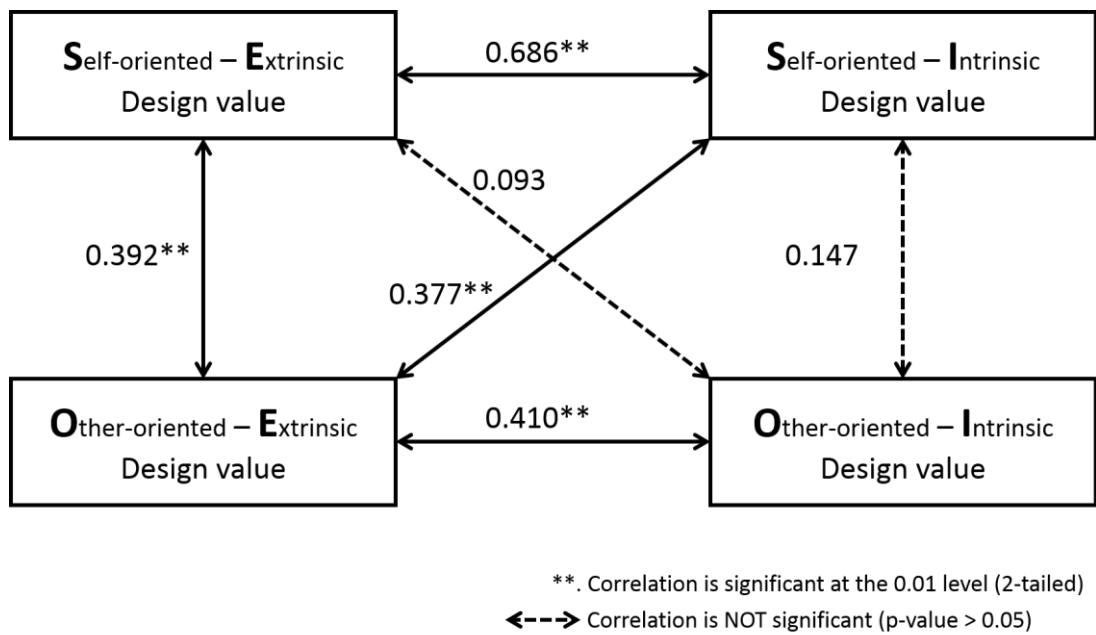 Self-oriented – Extrinsic
Design value
0.686**
Self-oriented – Intrinsic
Design value
0.093
0.392**
0.147
0.377**
Other-oriented – Extrinsic
Design value
0.410**
Other-oriented – Intrinsic
Design value
**. Correlation is significant at the 0.01 level (2-tailed)
Correlation is NOT significant (p-value > 0.05)